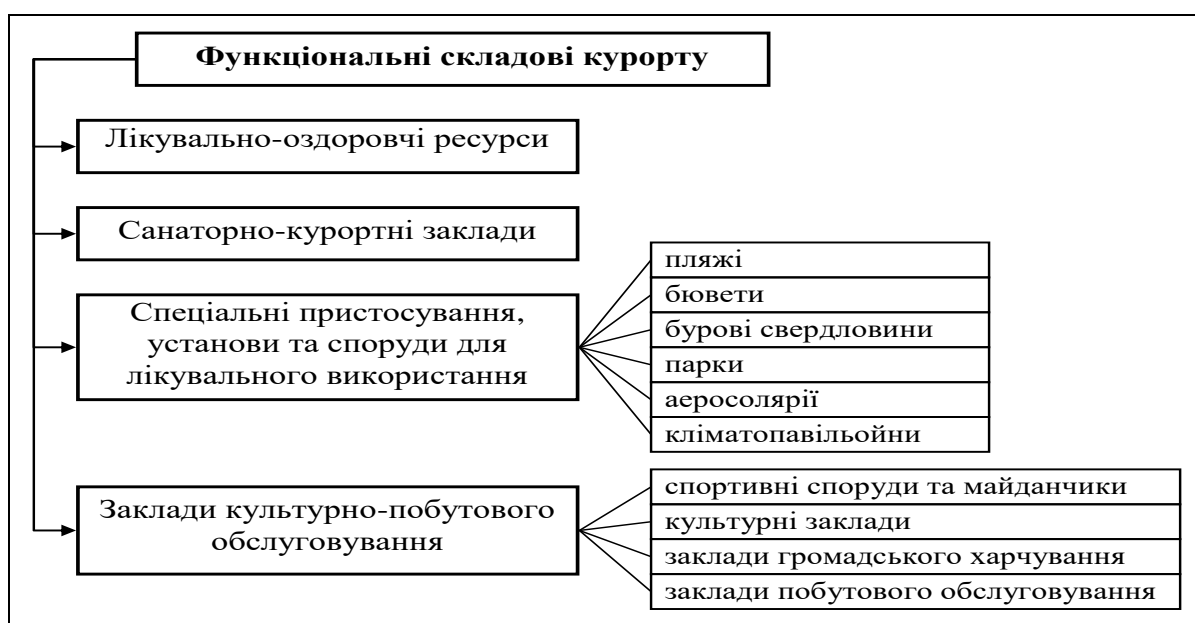 Функціональні складові курорту
Лікувально-оздоровчі ресурси
Санаторно-курортні заклади
Спеціальні пристосування,
установи та споруди для
лікувального використання
пляжі
бювети
бурові свердловини
парки
аеросолярії
кліматопавільойни
Заклади культурно-побутового
обслуговування
спортивні споруди та майданчики
культурні заклади
заклади громадського харчування
заклади побутового обслуговування